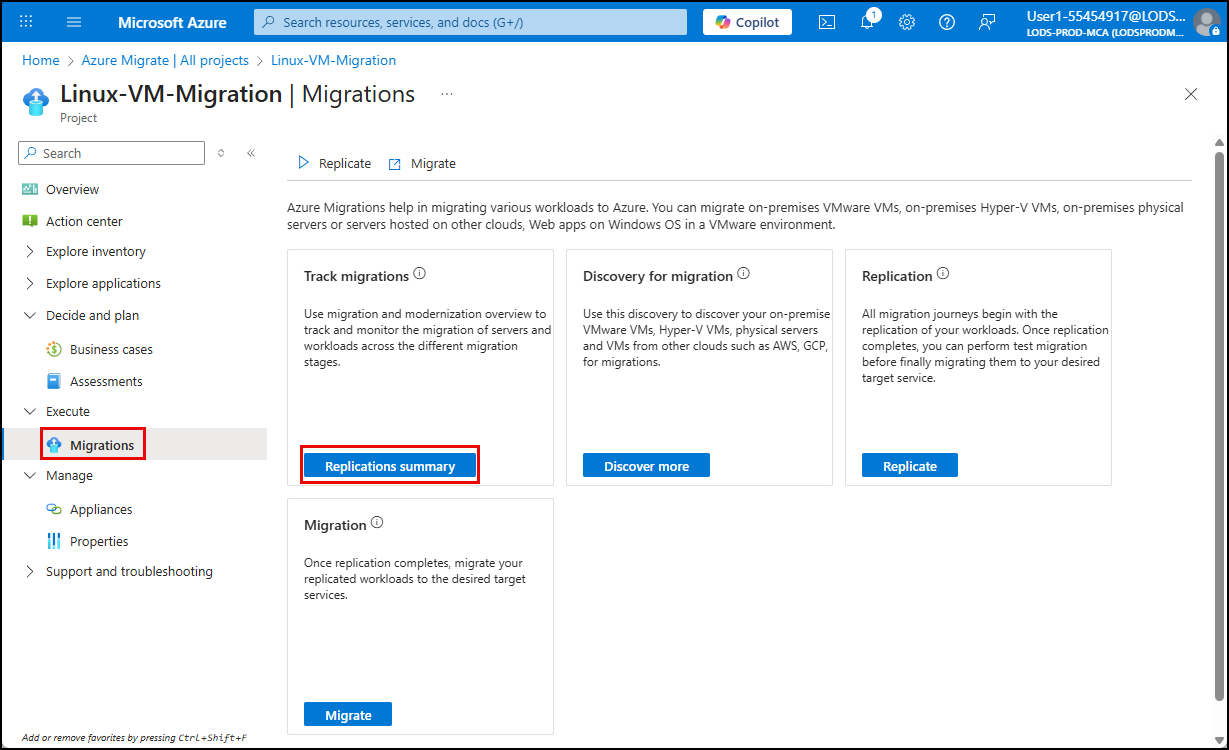 Microsoft Azure
Search resources, services, and docs (G+/)
Copilot
1
User1-55454917@LODS...
LODS-PROD-MCA (LODSPRODM...
Home > Azure Migrate | All projects > Linux-VM-Migration
Linux-VM-Migration | Migrations ...
Project
Search
Overview
Action center
Explore inventory
Explore applications
Decide and plan
Business cases
Assessments
Execute
Migrations
Manage
Appliances
Properties
Support and troubleshooting
Add or remove favorites by pressing Ctrl+Shift+F
Replicate
Migrate
Azure Migrations help in migrating various workloads to Azure. You can migrate on-premises VMware VMs, on-premises Hyper-V VMs, on-premises physical
servers or servers hosted on other clouds, Web apps on Windows OS in a VMware environment.
Track migrations
Use migration and modernization overview to
track and monitor the migration of servers and
workloads across the different migration
stages.
Replications summary
Discovery for migration
Use this discovery to discover your on-premise
VMware VMs, Hyper-V VMs, physical servers
and VMs from other clouds such as AWS, GCP,
for migrations.
Discover more
Replication
All migration journeys begin with the
replication of your workloads. Once replication
completes, you can perform test migration
before finally migrating them to your desired
target service.
Replicate
Migration
Once replication completes, migrate your
replicated workloads to the desired target
services.
Migrate